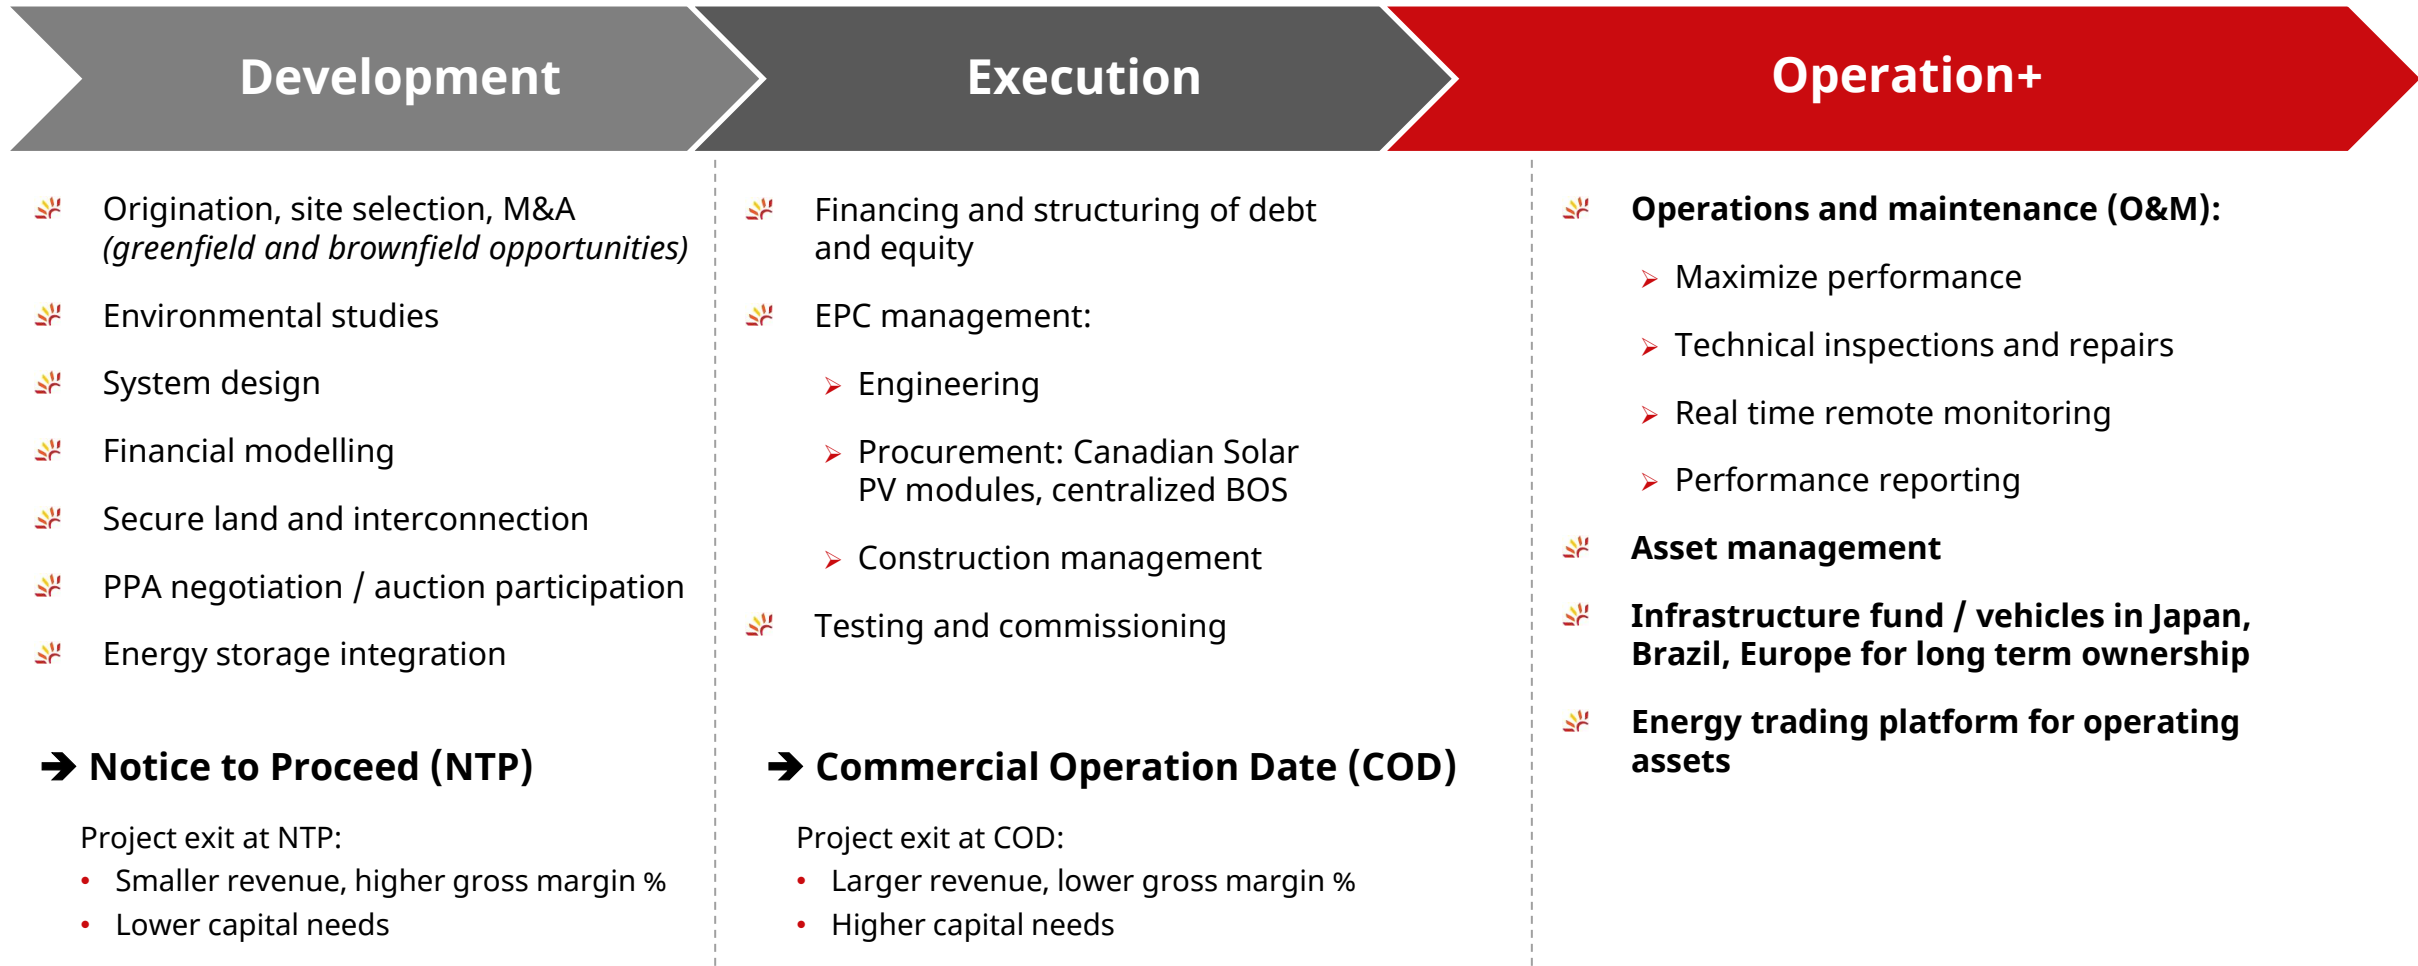 Development
Execution
Operation+
Origination, site selection, M&A
(greenfield and brownfield opportunities)
Environmental studies
System design
Financial modelling
Secure land and interconnection
PPA negotiation / auction participation
Energy storage integration
➔ Notice to Proceed (NTP)
Project exit at NTP:
• Smaller revenue, higher gross margin %
• Lower capital needs
Financing and structuring of debt
and equity
EPC management:
➢ Engineering
➢ Procurement: Canadian Solar
PV modules, centralized BOS
➢ Construction management
Testing and commissioning
➔ Commercial Operation Date (COD)
Project exit at COD:
• Larger revenue, lower gross margin %
• Higher capital needs
Operations and maintenance (O&M):
➢ Maximize performance
➢ Technical inspections and repairs
➢ Real time remote monitoring
➢ Performance reporting
Asset management
Infrastructure fund / vehicles in Japan,
Brazil, Europe for long term ownership
Energy trading platform for operating
assets